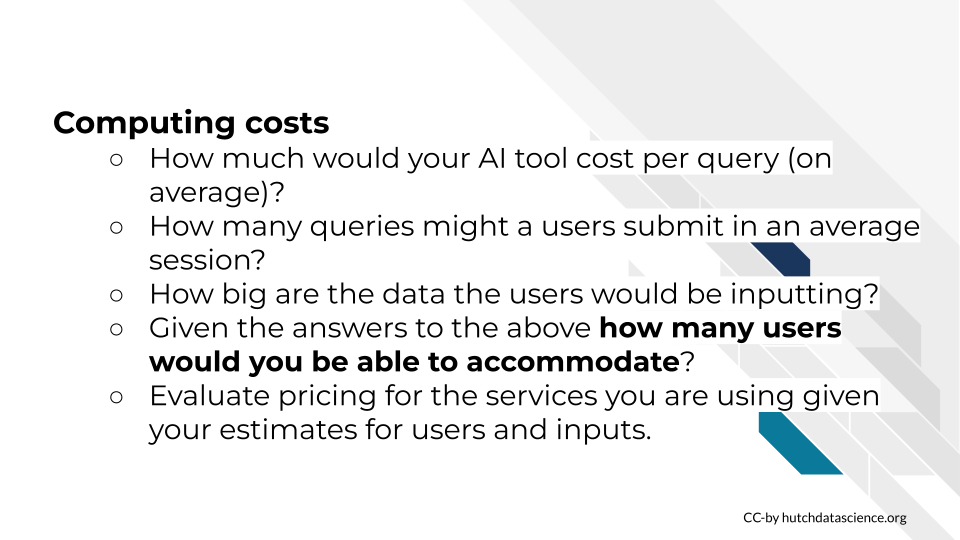 Computing costs
○ How much would your AI tool cost per query (on
average)?
○ How many queries might a users submit in an average
session?
○ How big are the data the users would be inputting?
○ Given the answers to the above how many users
would you be able to accommodate?
○ Evaluate pricing for the services you are using given
your estimates for users and inputs.
CC-by hutchdatascience.org